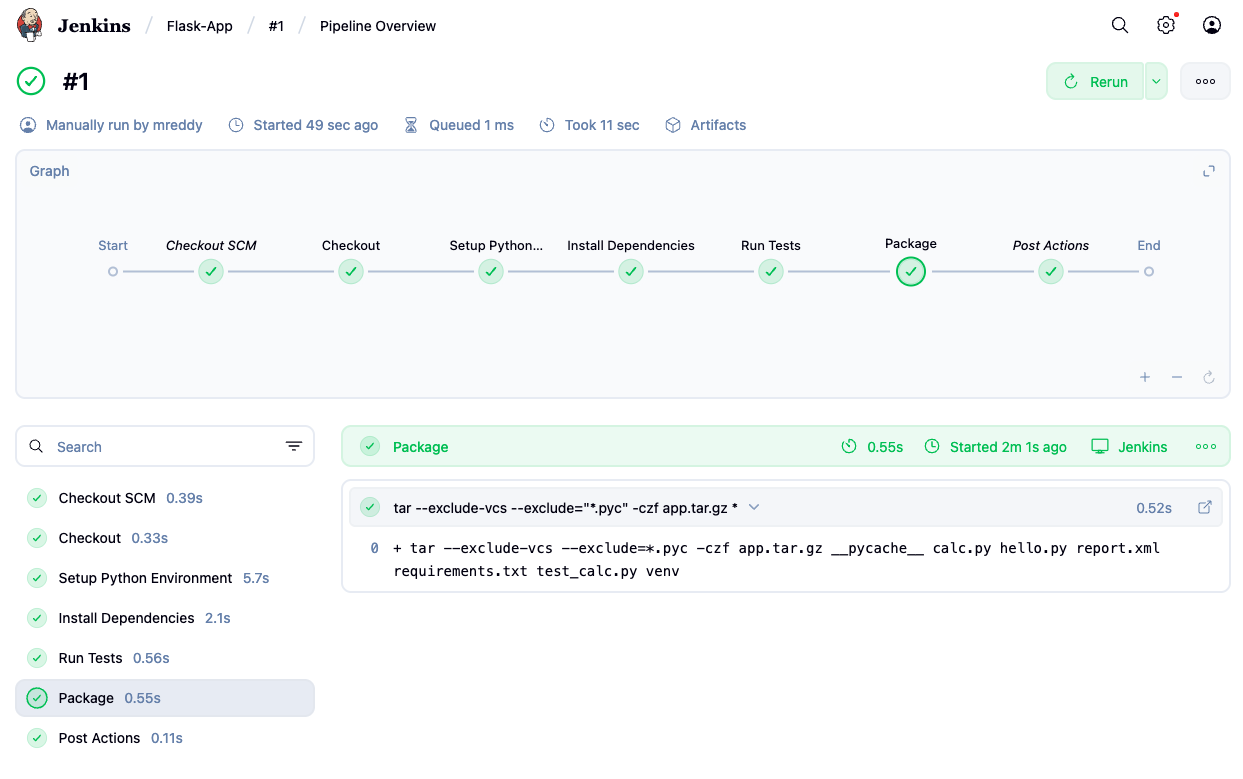 Jenkins / Flask-App / #1 / Pipeline Overview
#1
Rerun
Manually run by mreddy Started 49 sec ago Queued 1 ms Took 11 sec Artifacts
Graph
Start Checkout SCM Checkout Setup Python... Install Dependencies Run Tests Package Post Actions End
Search
Checkout SCM 0.39s
Checkout 0.33s
Setup Python Environment 5.7s
Install Dependencies 2.1s
Run Tests 0.56s
Package 0.55s
Post Actions 0.11s
Package 0.55s Started 2m 1s ago Jenkins
tar --exclude-vcs --exclude="*.pyc" -czf app.tar.gz * 0.52s
0 + tar --exclude-vcs --exclude=*.pyc -czf app.tar.gz __pycache__ calc.py hello.py report.xml
requirements.txt test_calc.py venv